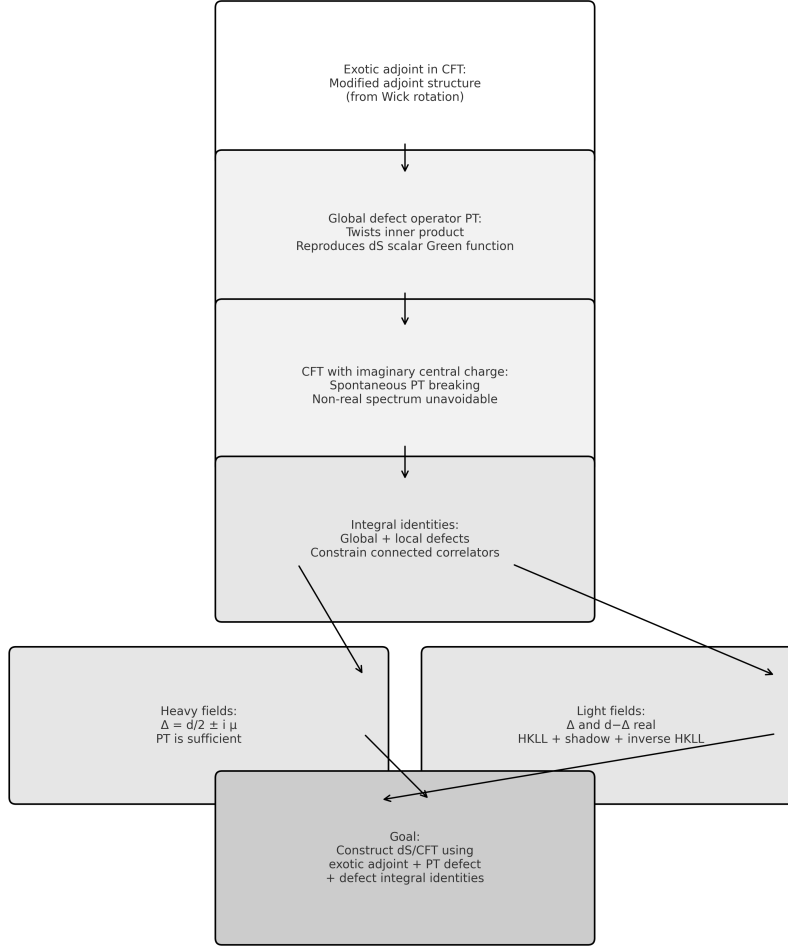 Exotic adjoint in CFT:
Modified adjoint structure
(from Wick rotation)
Global defect operator PT:
Twists inner product
Reproduces dS scalar Green function
CFT with imaginary central charge:
Spontaneous PT breaking
Non-real spectrum unavoidable
Integral identities:
Global + local defects
Constrain connected correlators
Heavy fields:
Δ = d/2 ± i μ
PT is sufficient
Light fields:
Δ and d−Δ real
HKLL + shadow + inverse HKLL
Goal:
Construct dS/CFT using
exotic adjoint + PT defect
+ defect integral identities